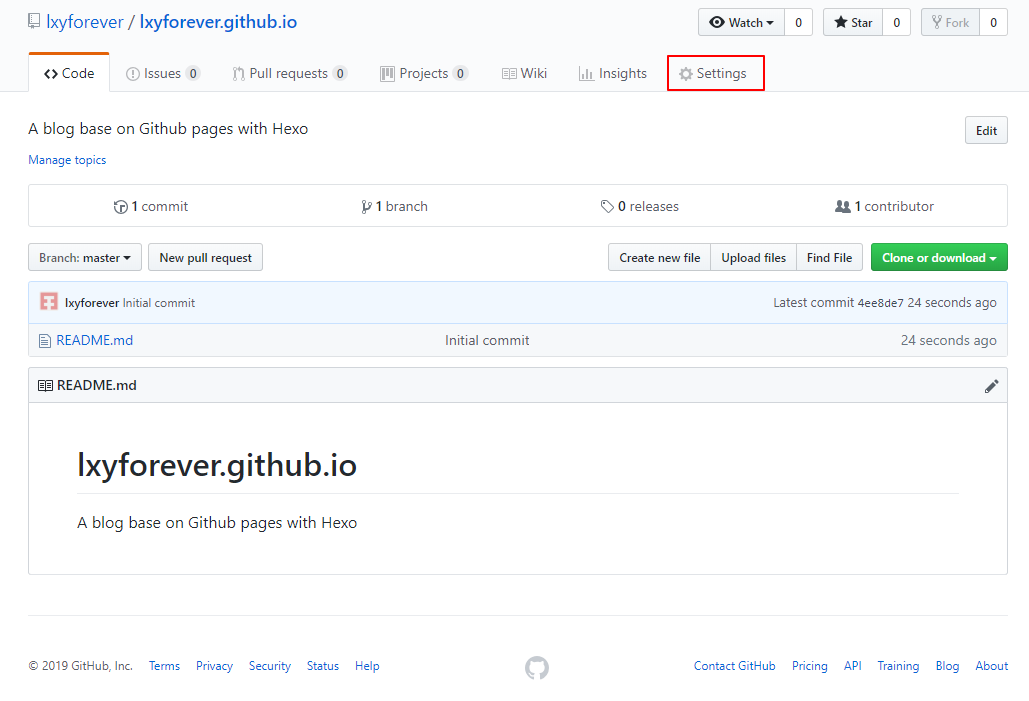 lxyforever / lxyforever.github.io Watch 0 Star 0 Fork 0
Code Issues 0 Pull requests 0 Projects 0 Wiki Insights Settings
A blog base on Github pages with Hexo Edit
Manage topics
1 commit 1 branch 0 releases 1 contributor
Branch: master New pull request Create new file Upload files Find File Clone or download
lxyforever Initial commit Latest commit 4ee8de7 24 seconds ago
README.md Initial commit 24 seconds ago
README.md
lxyforever.github.io
A blog base on Github pages with Hexo
© 2019 GitHub, Inc. Terms Privacy Security Status Help Contact GitHub Pricing API Training Blog About